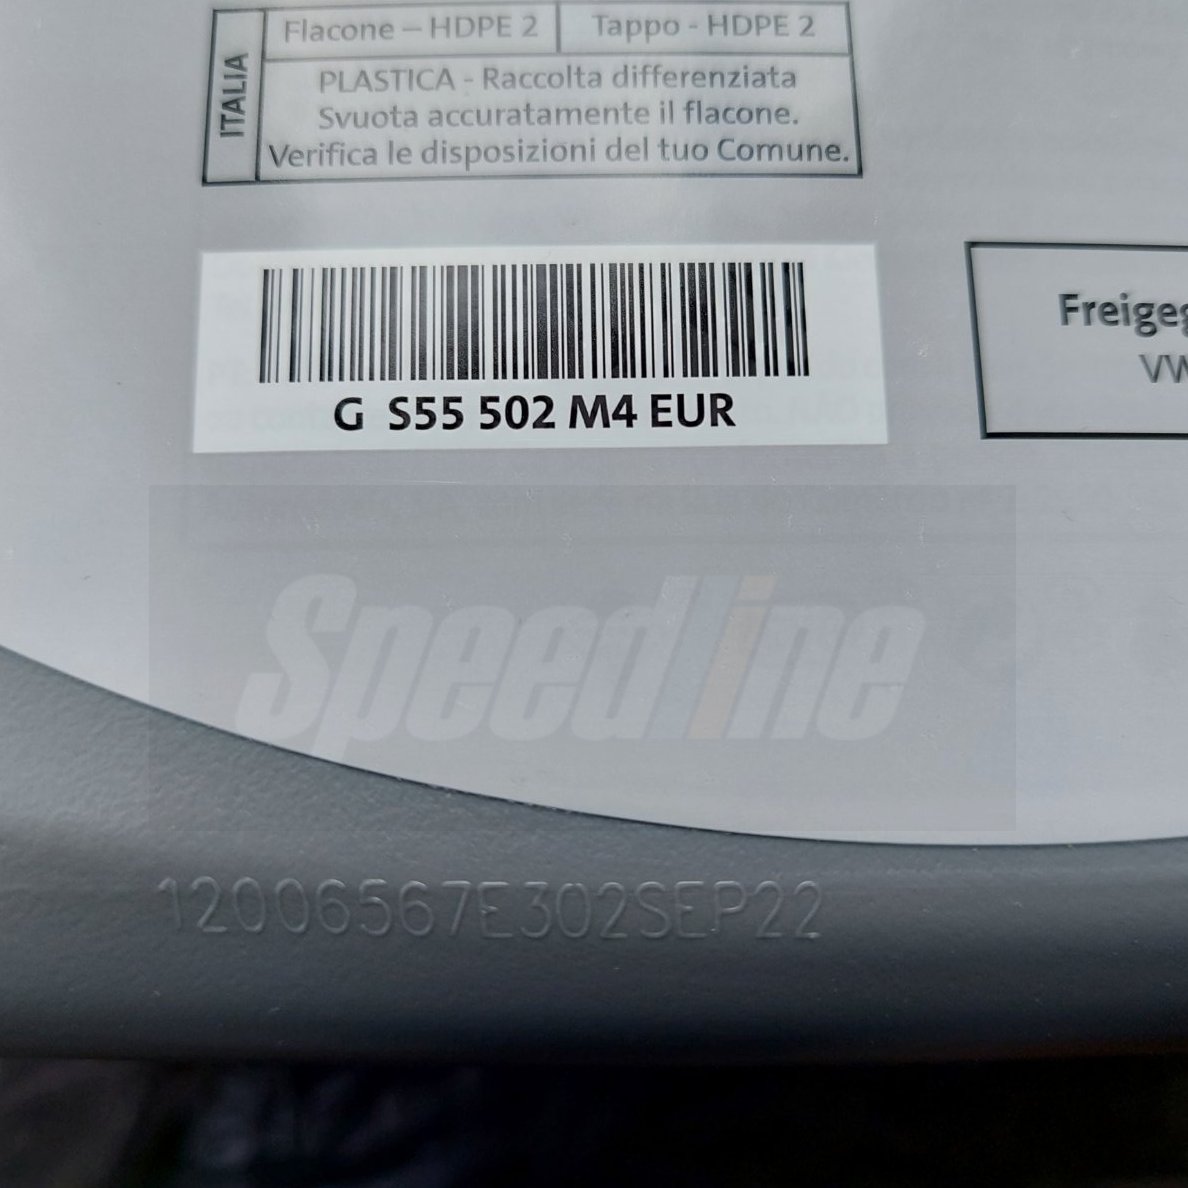 Flacone – HDPE 2
Tappo - HDPE 2
ITALIA
PLASTICA - Raccolta differenziata
Svuota accuratamente il flacone.
Verifica le disposizioni del tuo Comune.
G S55 502 M4 EUR
Freigeg
VW
Speedline
12006567E302SEP22